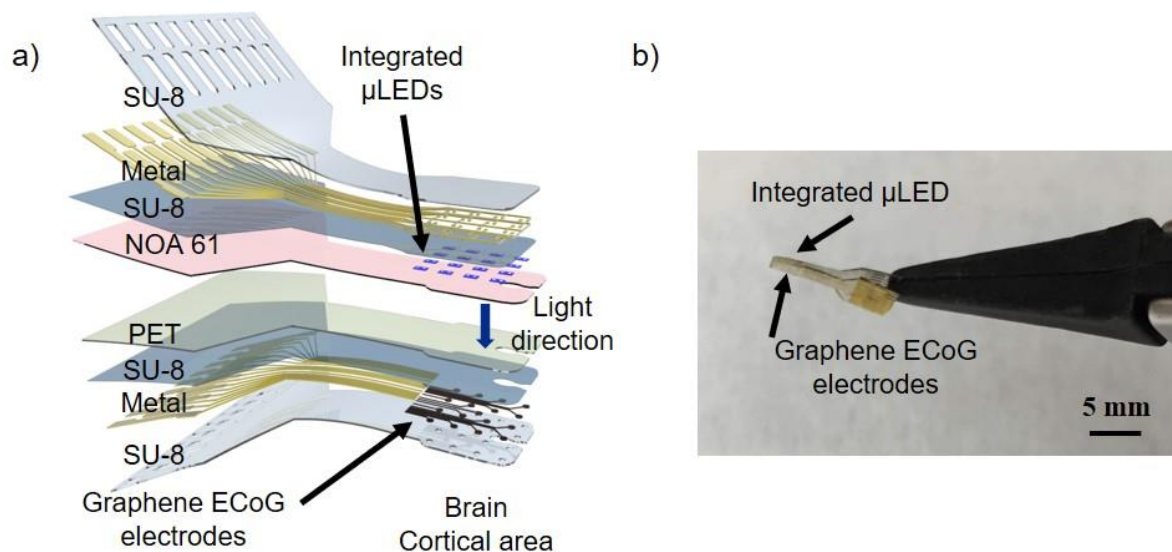 a)
Integrated
µLEDs
SU-8
Metal
SU-8
NOA 61
Light
direction
PET
SU-8
Metal
SU-8
Graphene ECoG
electrodes
Brain
Cortical area
b)
Integrated µLED
Graphene ECoG
electrodes
5 mm